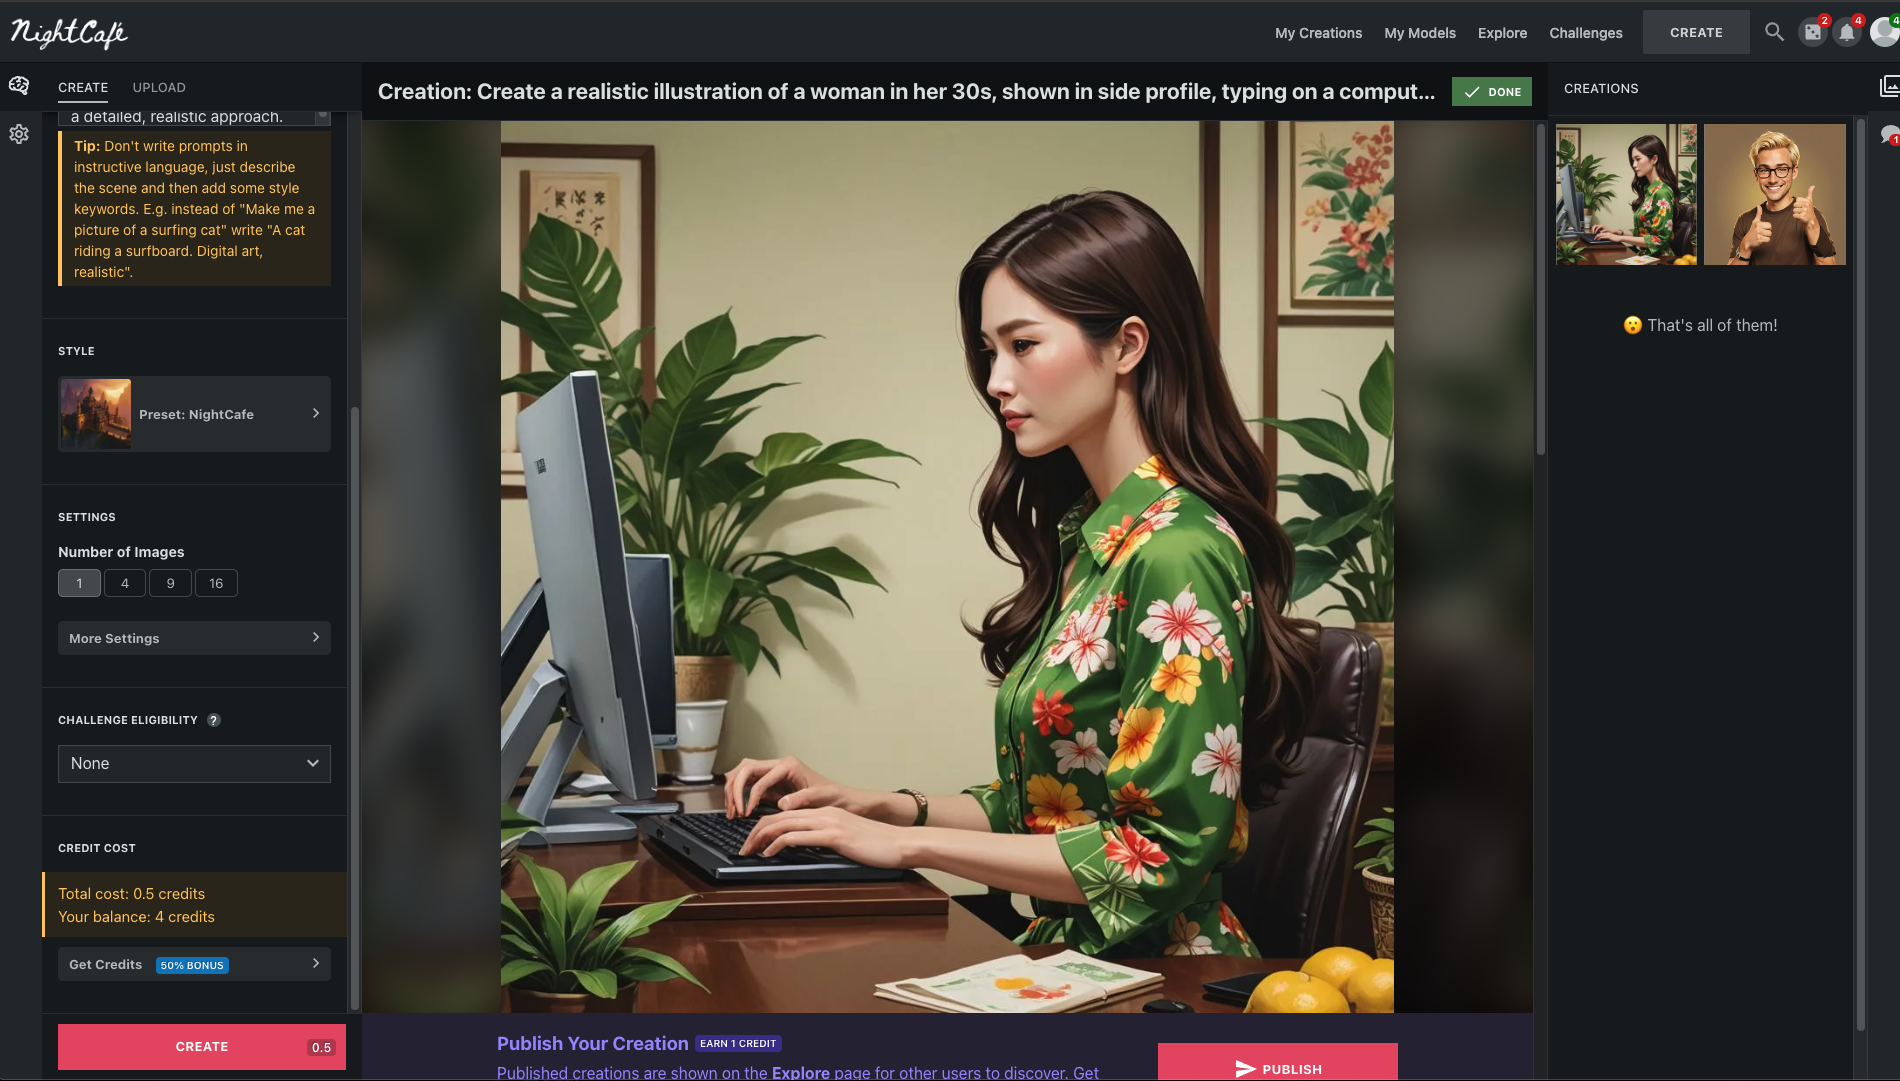 NightCafé
My Creations
My Models
Explore
Challenges
CREATE
2
4
4
CREATE
UPLOAD
a detailed, realistic approach.
Tip: Don't write prompts in
instructive language, just describe
the scene and then add some style
keywords. E.g. instead of "Make me a
picture of a surfing cat" write "A cat
riding a surfboard. Digital art,
realistic".
STYLE
Preset: NightCafe
SETTINGS
Number of Images
1
4
9
16
More Settings
CHALLENGE ELIGIBILITY ?
None
CREDIT COST
Total cost: 0.5 credits
Your balance: 4 credits
Get Credits 50% BONUS
CREATE 0.5
Creation: Create a realistic illustration of a woman in her 30s, shown in side profile, typing on a comput...
DONE
Publish Your Creation EARN 1 CREDIT
Published creations are shown on the Explore page for other users to discover. Get
PUBLISH
CREATIONS
That's all of them!
1